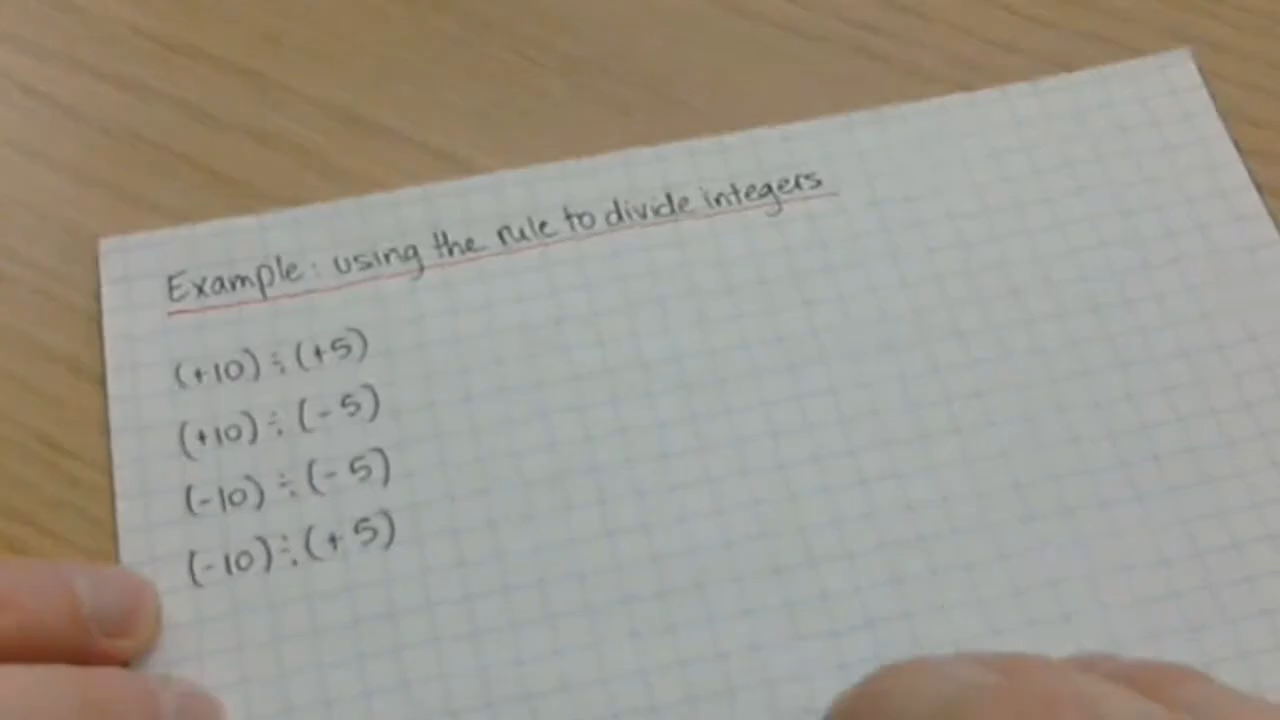 Example: using the rule to divide integers
(+10) ÷ (+5)
(+10) ÷ (-5)
(-10) ÷ (-5)
(-10) ÷ (+5)